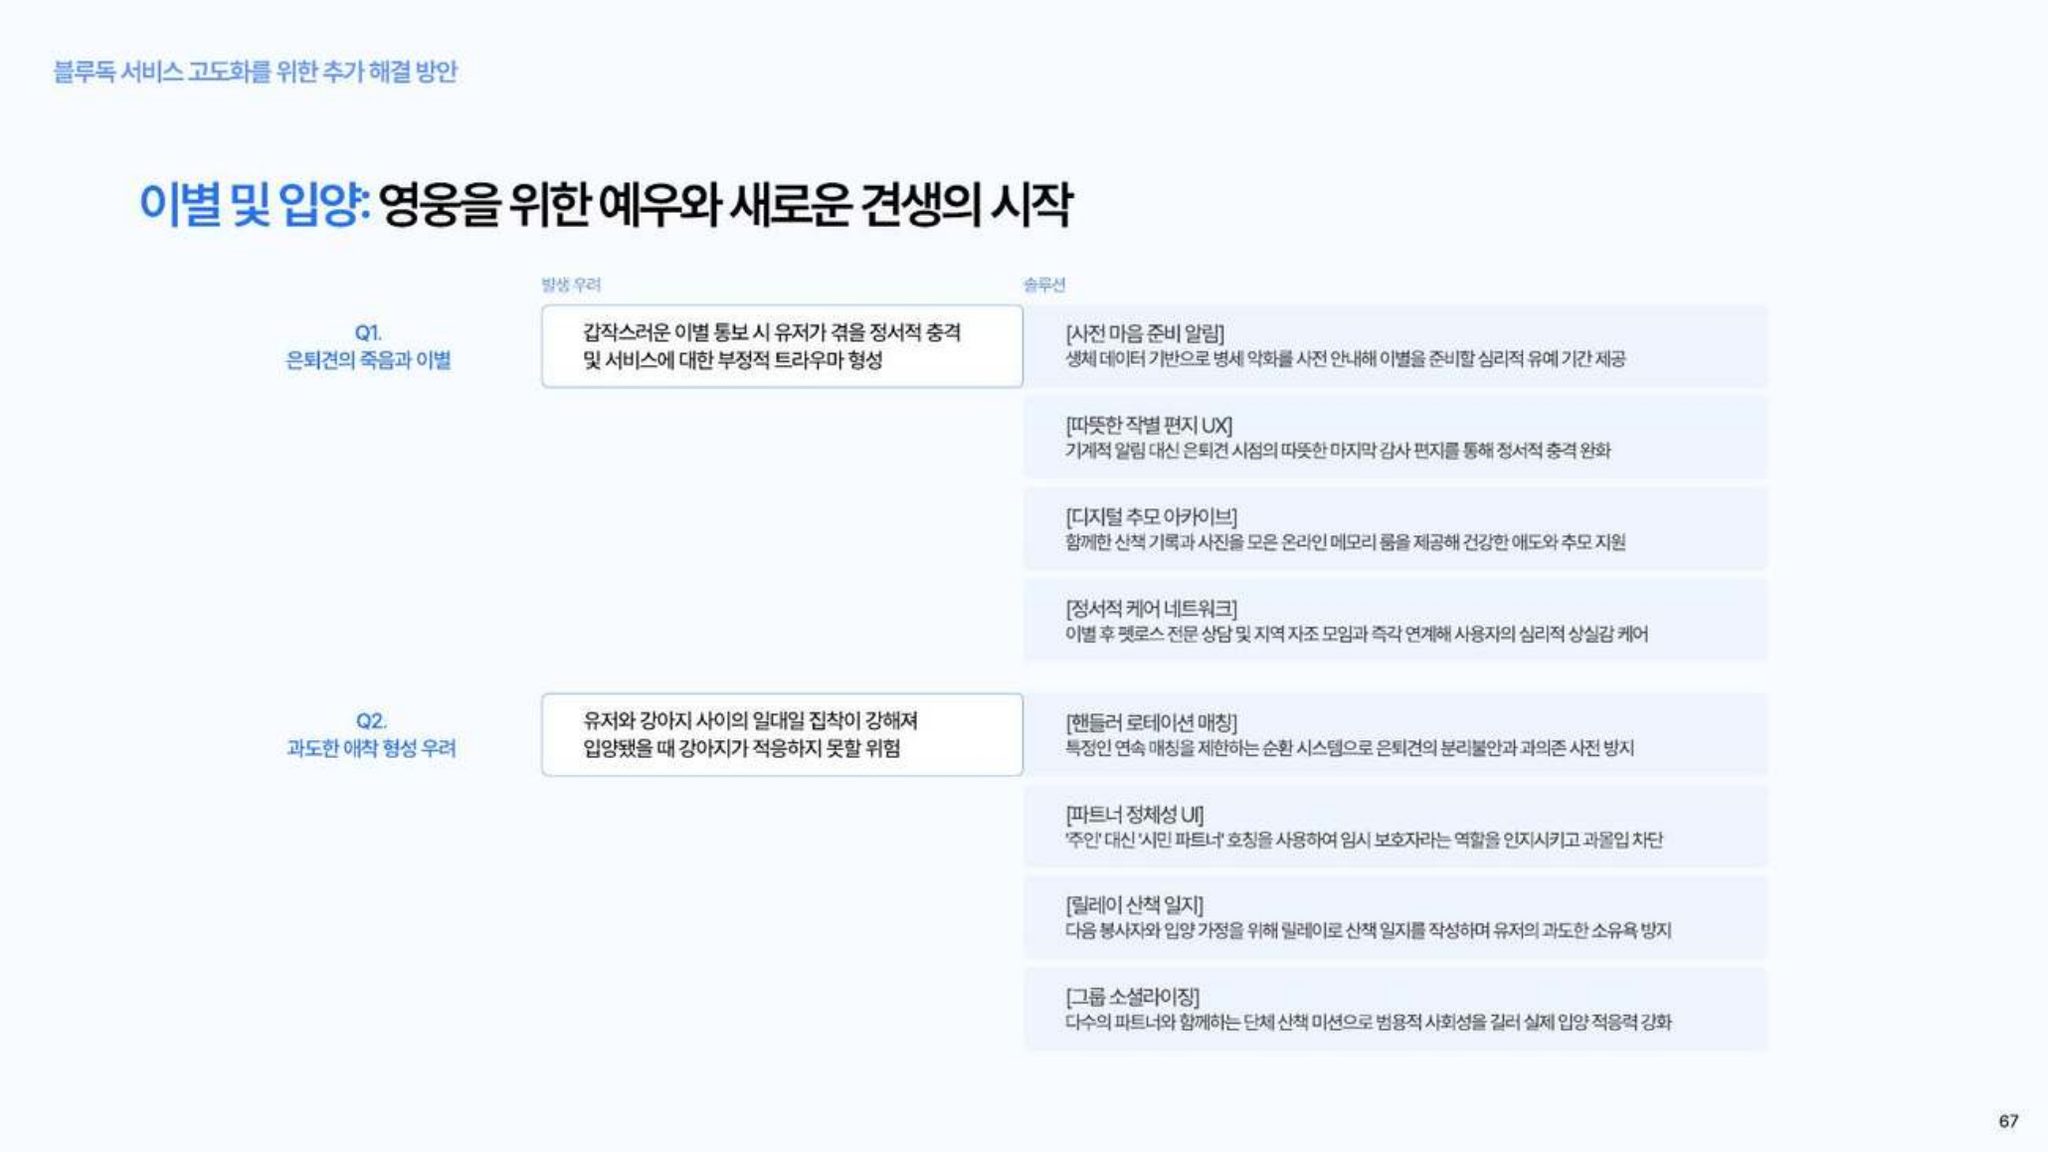 블루독 서비스 고도화를 위한 추가 해결 방안
이별 및 입양: 영웅을 위한 예우와 새로운 견생의 시작
발생 우려
솔루션
Q1.
은퇴견의 죽음과 이별
갑작스러운 이별 통보 시 유저가 겪을 정서적 충격
및 서비스에 대한 부정적 트라우마 형성
[사전 마음 준비 알림]
생체 데이터 기반으로 병세 악화를 사전 안내해 이별을 준비할 심리적 유예 기간 제공
[따뜻한 작별 편지 UX]
기계적 알림 대신 은퇴견 시점의 따뜻한 마지막 감사 편지를 통해 정서적 충격 완화
[디지털 추모 아카이브]
함께한 산책 기록과 사진을 모은 온라인 메모리 룸을 제공해 건강한 애도와 추모 지원
[정서적 케어 네트워크]
이별 후 펫로스 전문 상담 및 지역 자조 모임과 즉각 연계해 사용자의 심리적 상실감 케어
Q2.
과도한 애착 형성 우려
유저와 강아지 사이의 일대일 집착이 강해져
입양됐을 때 강아지가 적응하지 못할 위험
[핸들러 로테이션 매칭]
특정인 연속 매칭을 제한하는 순환 시스템으로 은퇴견의 분리불안과 과의존 사전 방지
[파트너 정체성 UI]
'주인' 대신 '시민 파트너' 호칭을 사용하여 임시 보호자라는 역할을 인지시키고 과몰입 차단
[릴레이 산책 일지]
다음 봉사자와 입양 가정을 위해 릴레이로 산책 일지를 작성하며 유저의 과도한 소유욕 방지
[그룹 소셜라이징]
다수의 파트너와 함께하는 단체 산책 미션으로 범용적 사회성을 길러 실제 입양 적응력 강화
67